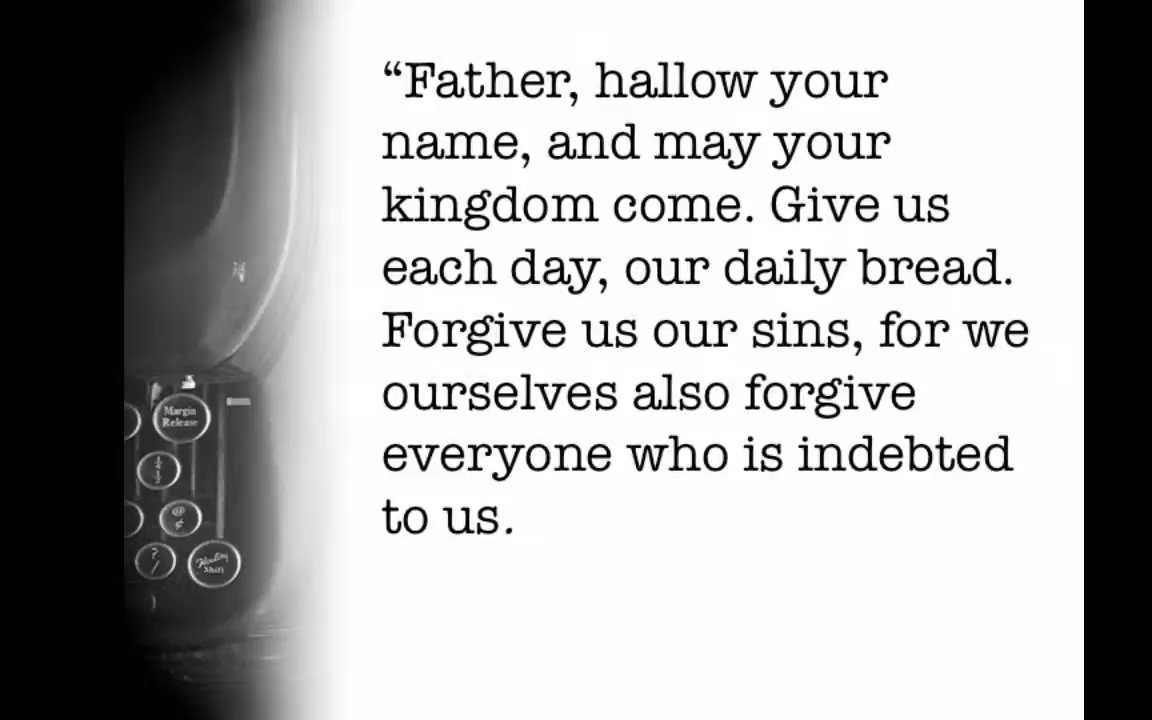 “Father, hallow your
name, and may your
kingdom come. Give us
each day, our daily bread.
Forgive us our sins, for we
ourselves also forgive
everyone who is indebted
to us.
Margin
Release
@
¢
?
/
Floating
Shift